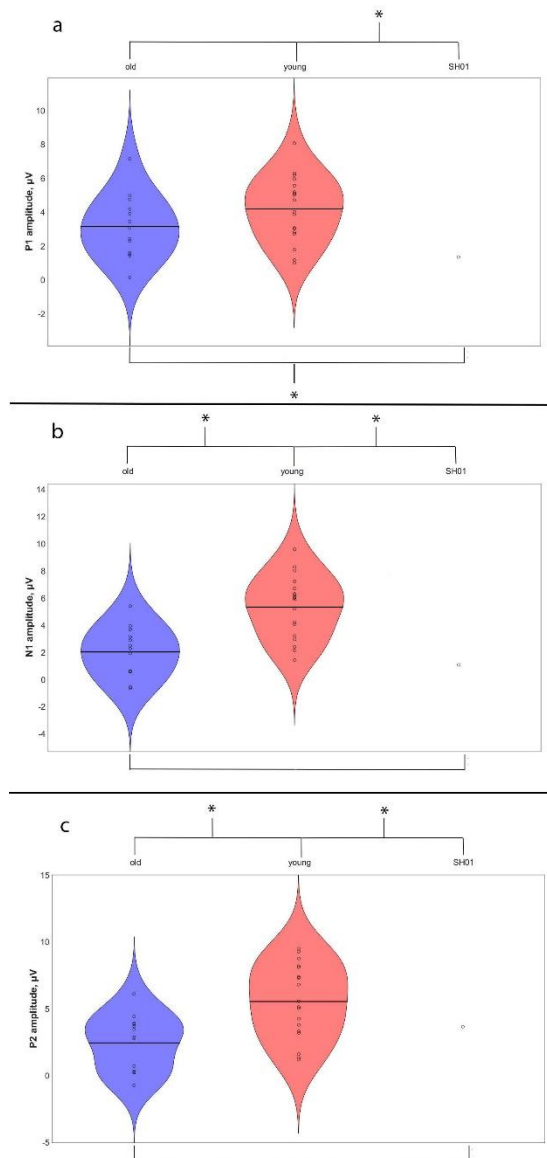 a
*
old young SH01
P1 amplitude, µV
10
8
6
4
2
0
-2
*
b
* *
old young SH01
N1 amplitude, µV
14
12
10
8
6
4
2
0
-2
-4
c
* *
old young SH01
P2 amplitude, µV
15
10
5
0
-5